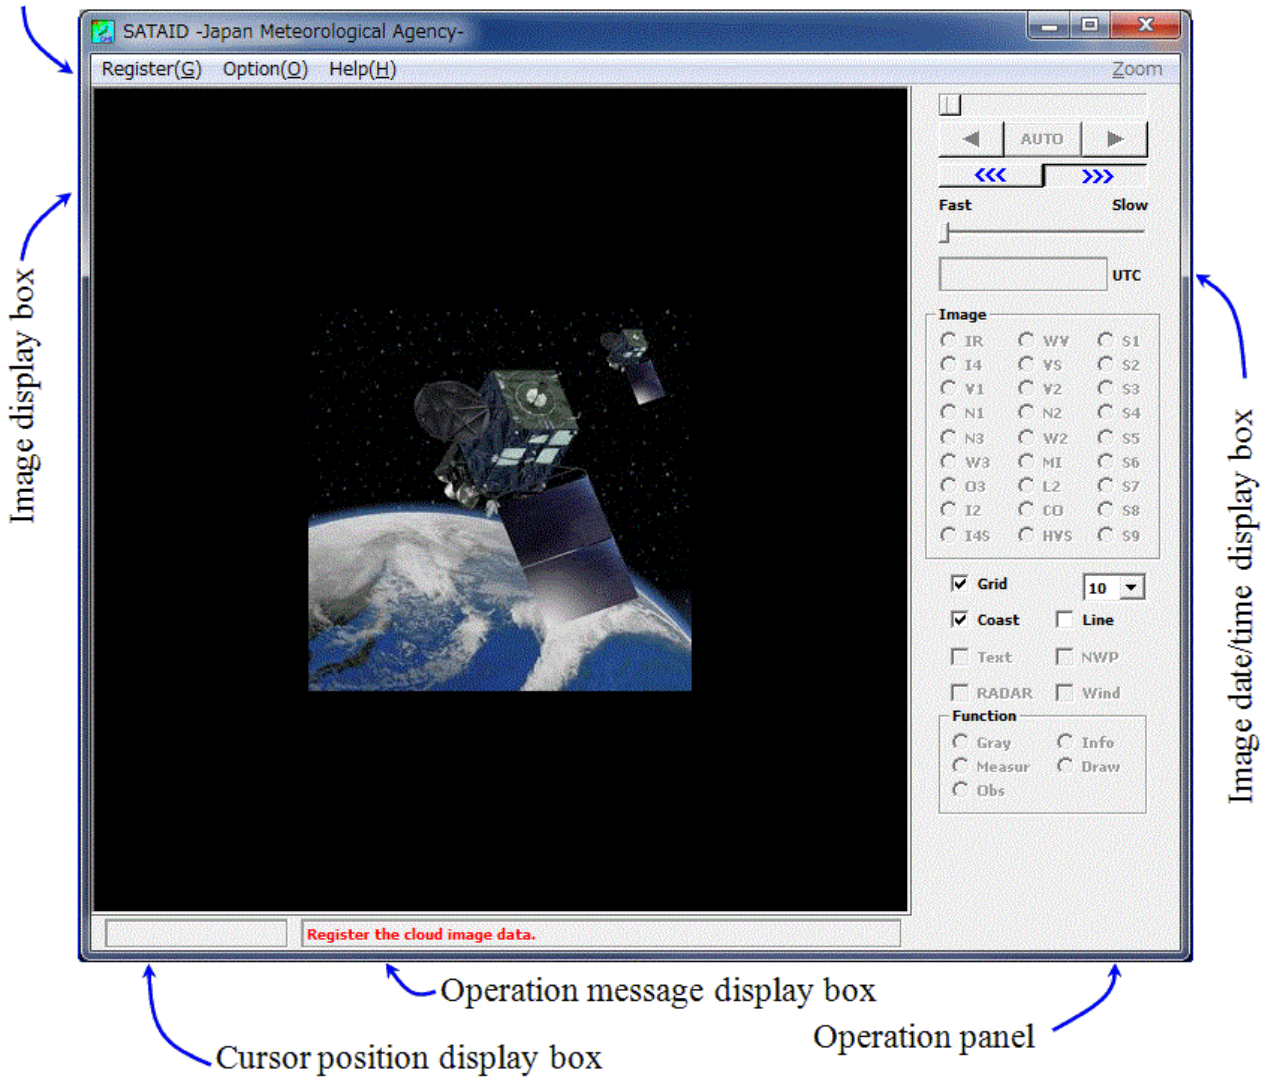 SATAID -Japan Meteorological Agency-
Register(G) Option(O) Help(H) Zoom
AUTO
<<< >>>
Fast Slow
UTC
Image
IR WV S1
I4 VS S2
V1 V2 S3
N1 N2 S4
N3 W2 S5
W3 MI S6
O3 L2 S7
I2 CO S8
I4S HVS S9
Grid 10
Coast Line
Text NWP
RADAR Wind
Function
Gray Info
Measur Draw
Obs
Register the cloud image data.
Image display box
Image date/time display box
Operation message display box
Operation panel
Cursor position display box